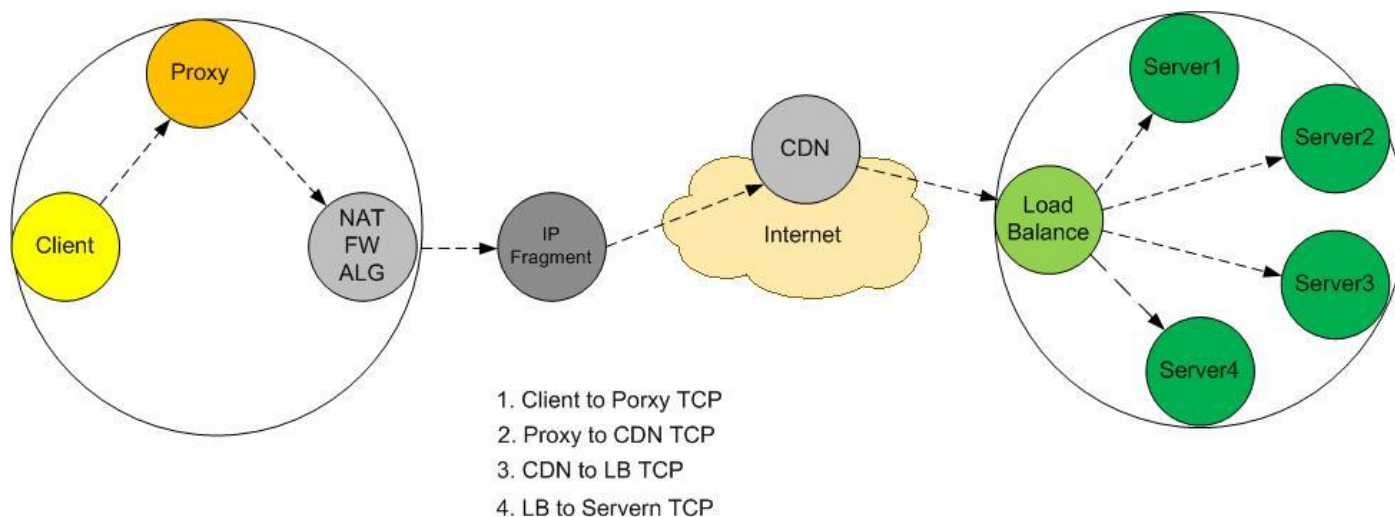 Proxy
Client
NAT
FW
ALG
IP
Fragment
CDN
Internet
Load
Balance
Server1
Server2
Server3
Server4
1. Client to Porxy TCP
2. Proxy to CDN TCP
3. CDN to LB TCP
4. LB to Servern TCP